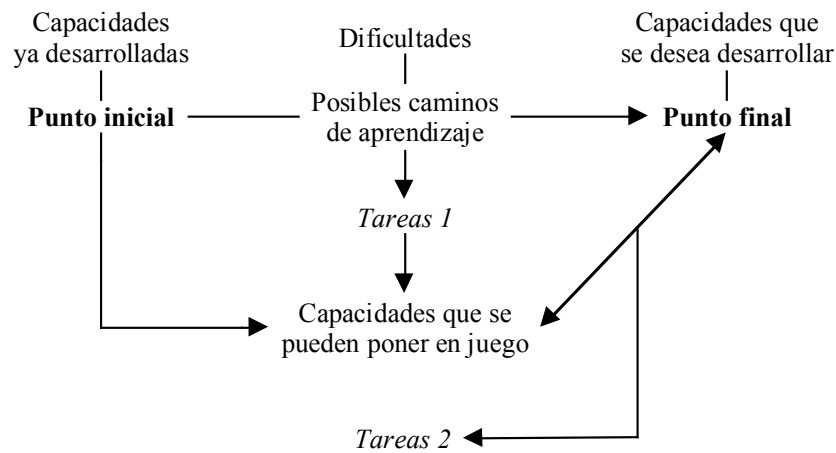 Capacidades
ya desarrolladas
Dificultades
Capacidades que
se desea desarrollar
Punto inicial
Posibles caminos
de aprendizaje
Punto final
Tareas 1
Capacidades que se
pueden poner en juego
Tareas 2